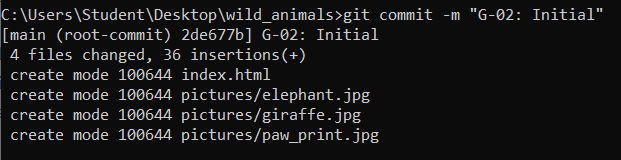 C:\Users\Student\Desktop\wild_animals>git commit -m "G-02: Initial"
[main (root-commit) 2de677b] G-02: Initial
 4 files changed, 36 insertions(+)
 create mode 100644 index.html
 create mode 100644 pictures/elephant.jpg
 create mode 100644 pictures/giraffe.jpg
 create mode 100644 pictures/paw_print.jpg